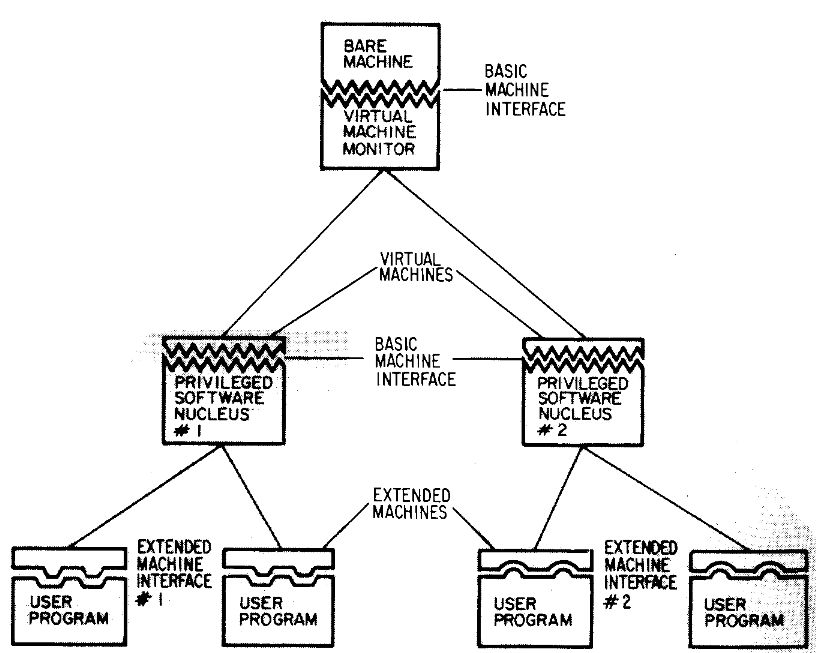 BARE
MACHINE
BASIC
MACHINE
INTERFACE
VIRTUAL
MACHINE
MONITOR
VIRTUAL
MACHINES
BASIC
MACHINE
INTERFACE
PRIVILEGED
SOFTWARE
NUCLEUS
# 1
PRIVILEGED
SOFTWARE
NUCLEUS
# 2
EXTENDED
MACHINES
EXTENDED
MACHINE
INTERFACE
# 1
EXTENDED
MACHINE
INTERFACE
# 2
USER
PROGRAM
USER
PROGRAM
USER
PROGRAM
USER
PROGRAM